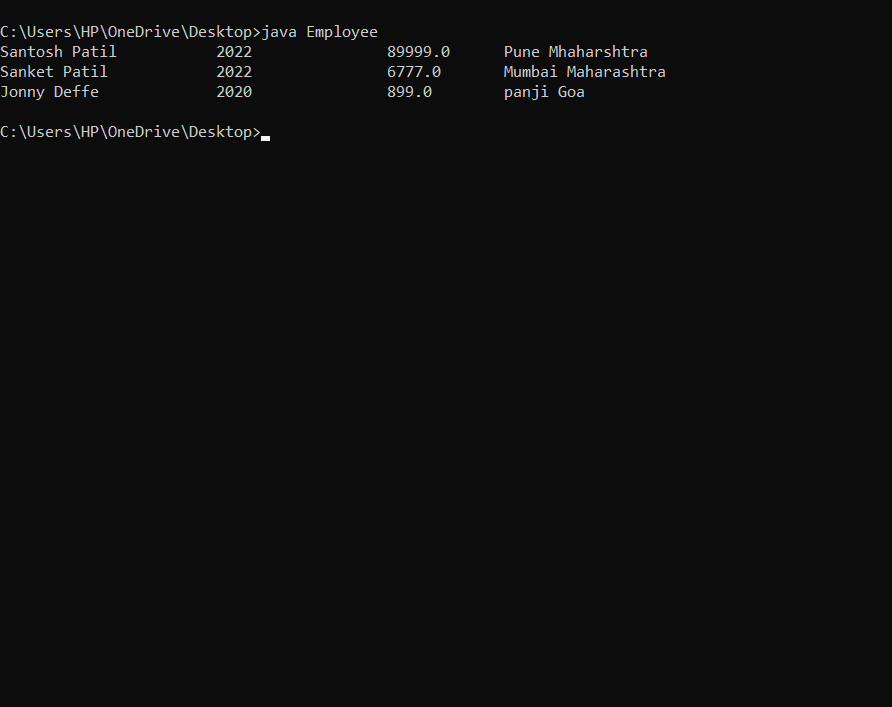 C:\Users\HP\OneDrive\Desktop>java Employee
Santosh Patil           2022               89999.0      Pune Mhaharshtra
Sanket Patil            2022               6777.0       Mumbai Maharashtra
Jonny Deffe             2020               899.0        panji Goa
C:\Users\HP\OneDrive\Desktop>